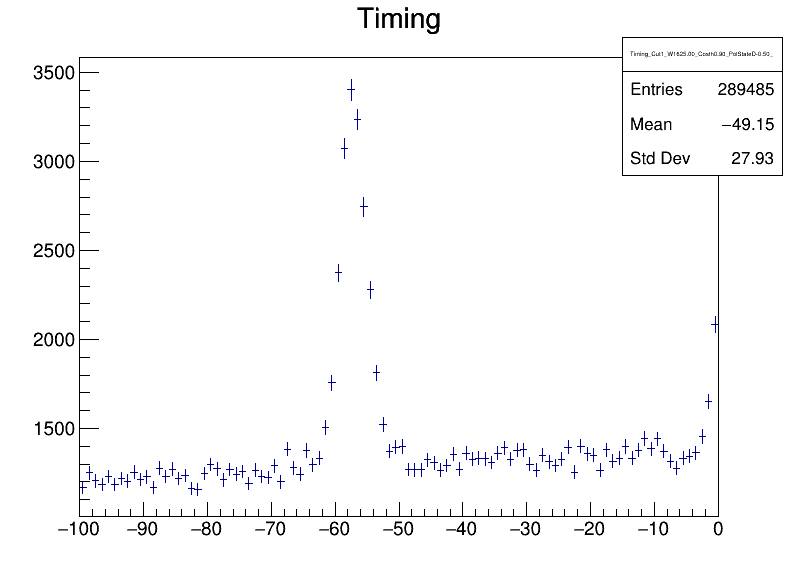 Timing
Timing_Cut1_W1625.00_Costh0.90_PolStateD-0.50_
Entries 289485
Mean −49.15
Std Dev 27.93
3500
3000
2500
2000
1500
−100 −90 −80 −70 −60 −50 −40 −30 −20 −10 0